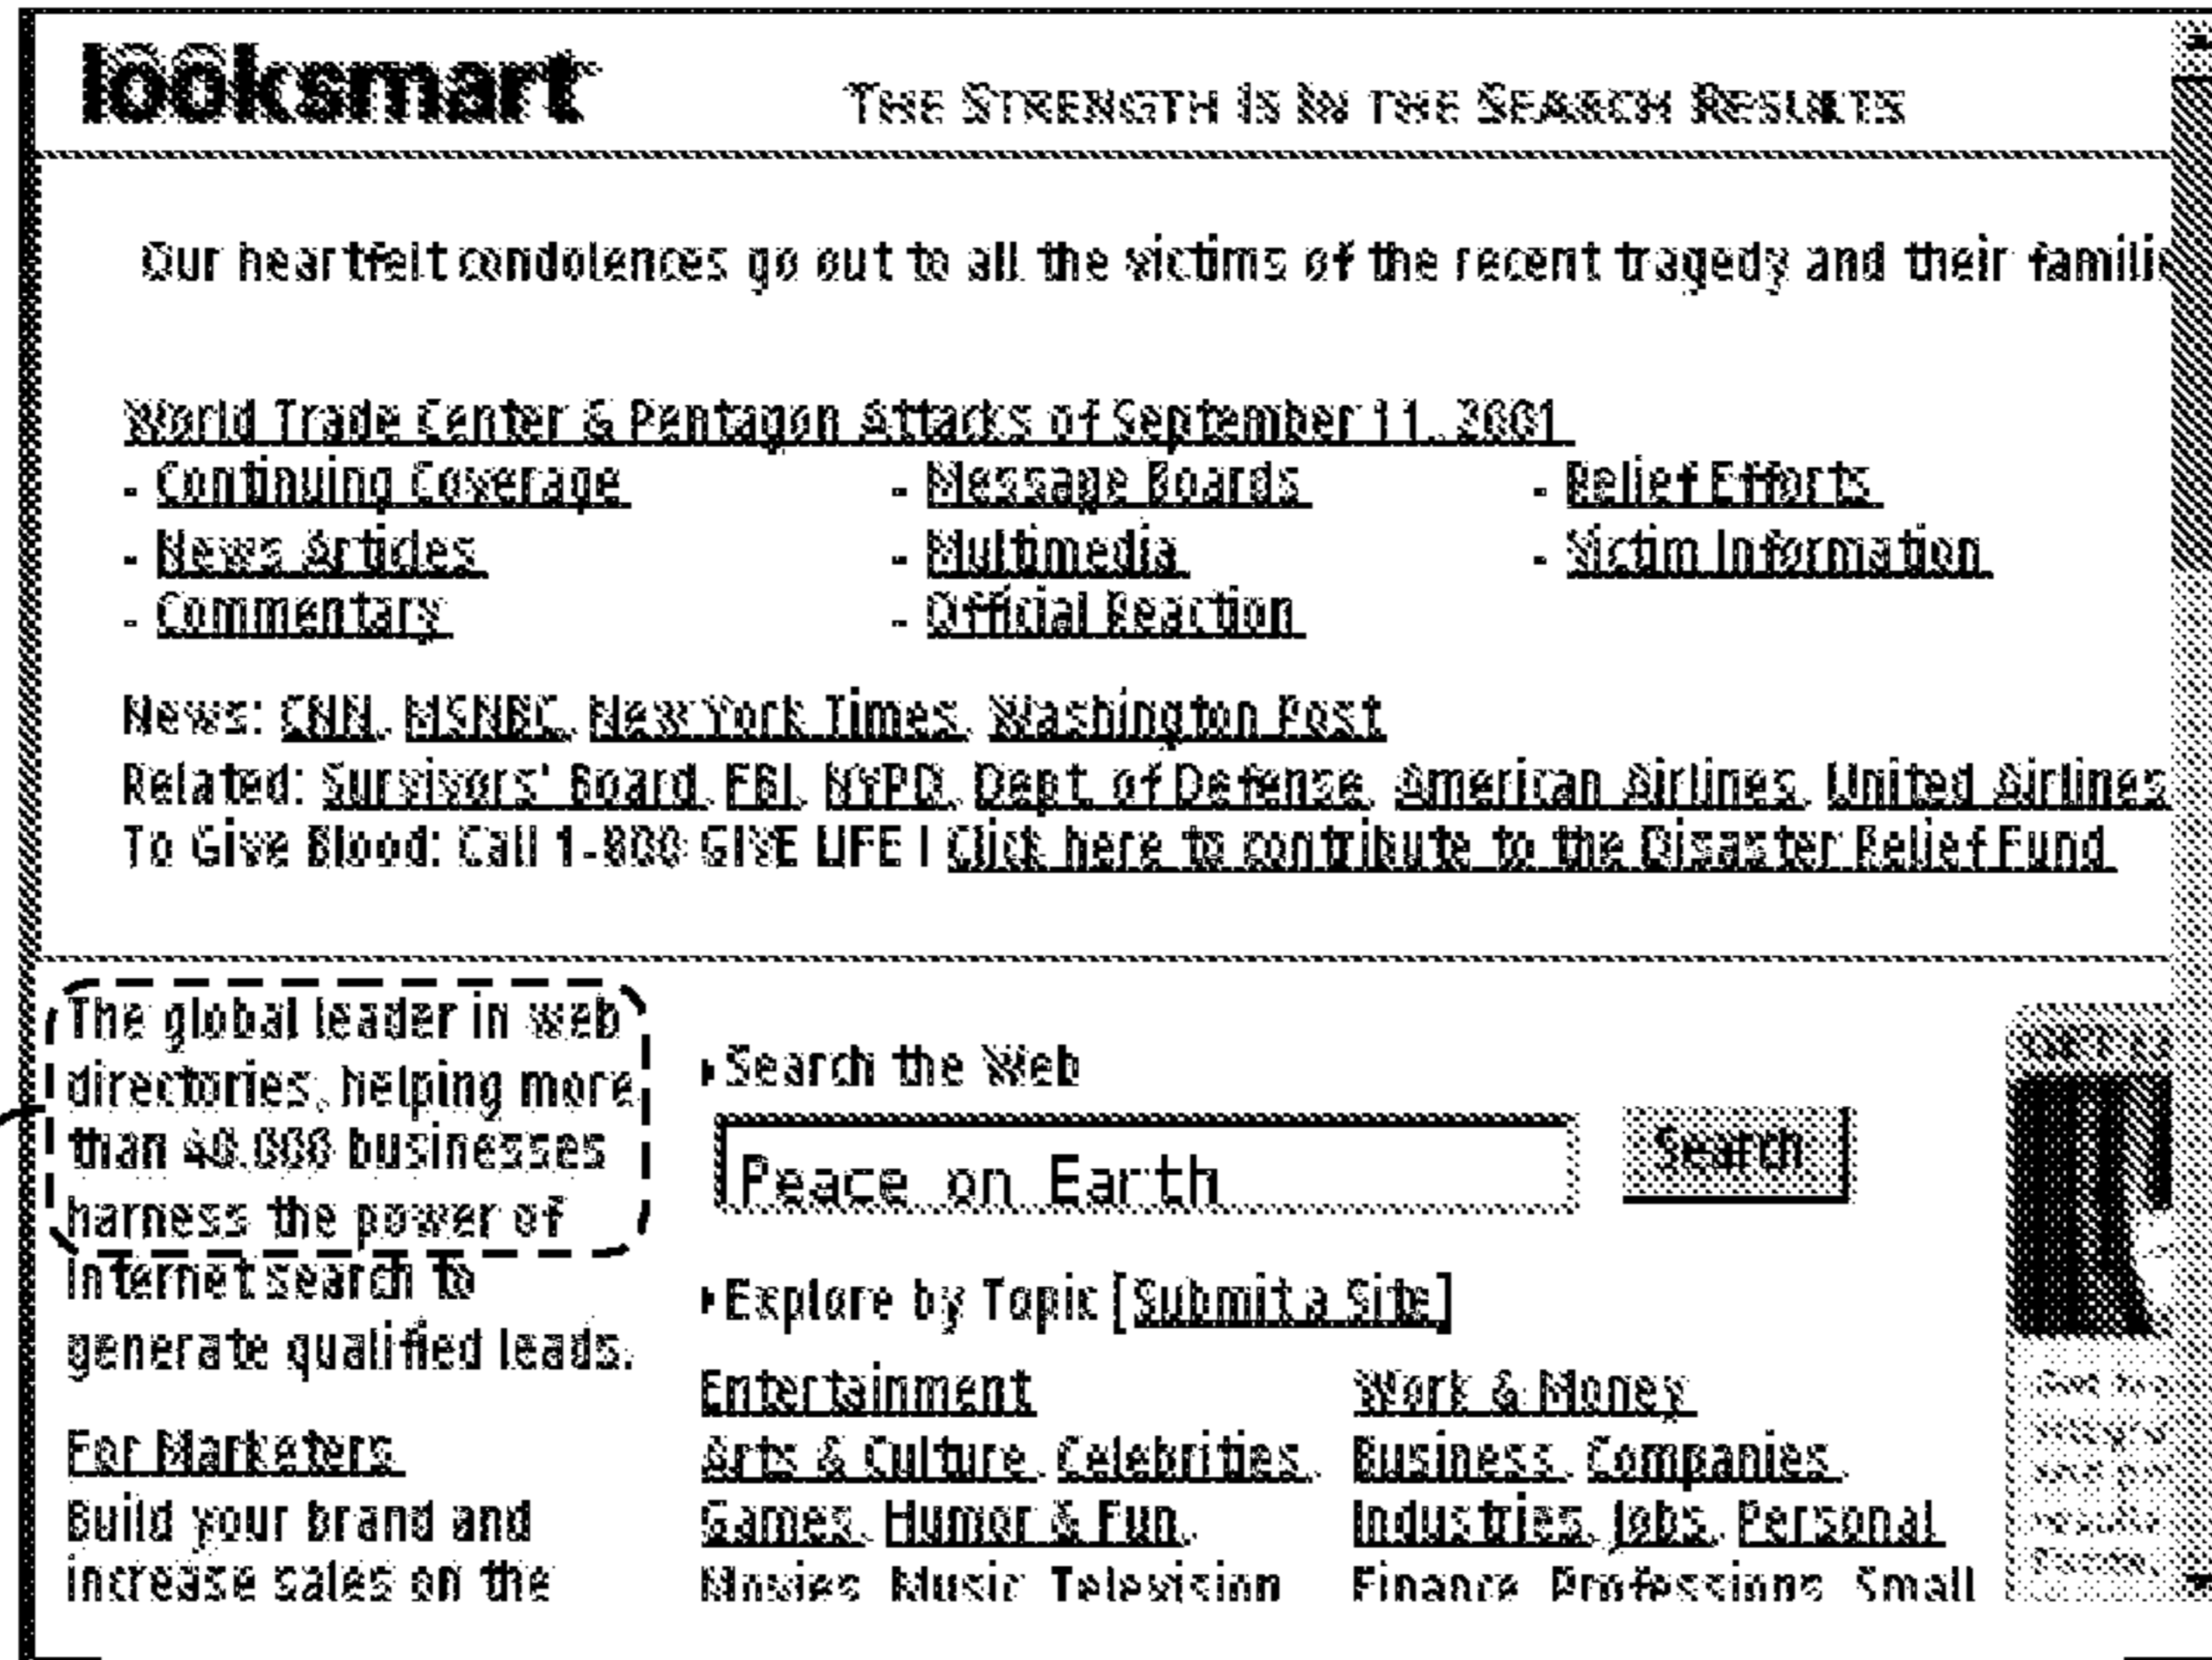 looksmart
THE STRENGTH IS IN THE SEARCH RESULTS
Our heartfelt condolences go out to all the victims of the recent tragedy and their familie
World Trade Center & Pentagon Attacks of September 11, 2001
- Continuing Coverage - Message Boards - Relief Efforts
- News Articles - Multimedia - Victim Information
- Commentary - Official Reaction
News: CNN, MSNBC, New York Times, Washington Post
Related: Survivors' Board, FBI, NYPD, Dept. of Defense, American Airlines, United Airlines
To Give Blood: Call 1-800 GIVE LIFE | Click here to contribute to the Disaster Relief Fund
The global leader in web
directories, helping more
than 40,000 businesses
harness the power of
Internet search to
generate qualified leads.
For Marketers
Build your brand and
increase sales on the
Search the Web
Peace on Earth Search
Explore by Topic [Submit a Site]
Entertainment
Arts & Culture, Celebrities,
Games, Humor & Fun,
Movies, Music, Television
Work & Money
Business, Companies,
Industries, Jobs, Personal
Finance, Professions, Small